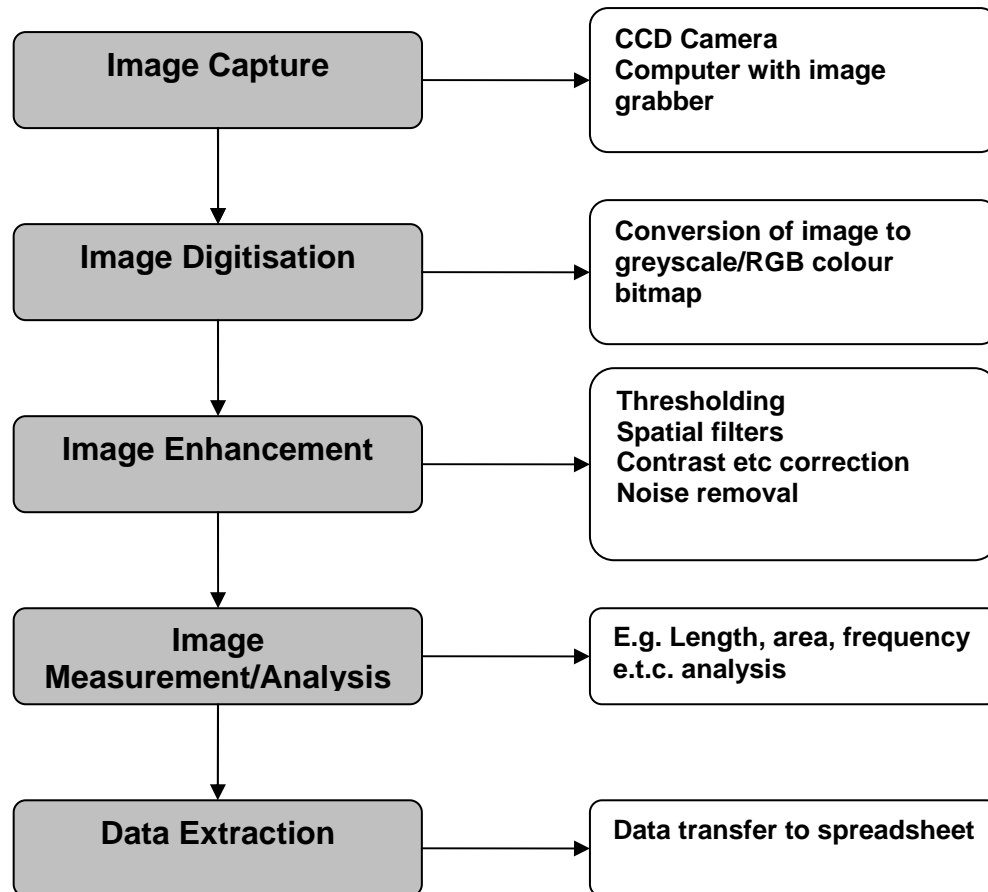 Image Capture
CCD Camera
Computer with image
grabber
Image Digitisation
Conversion of image to
greyscale/RGB colour
bitmap
Image Enhancement
Thresholding
Spatial filters
Contrast etc correction
Noise removal
Image
Measurement/Analysis
E.g. Length, area, frequency
e.t.c. analysis
Data Extraction
Data transfer to spreadsheet